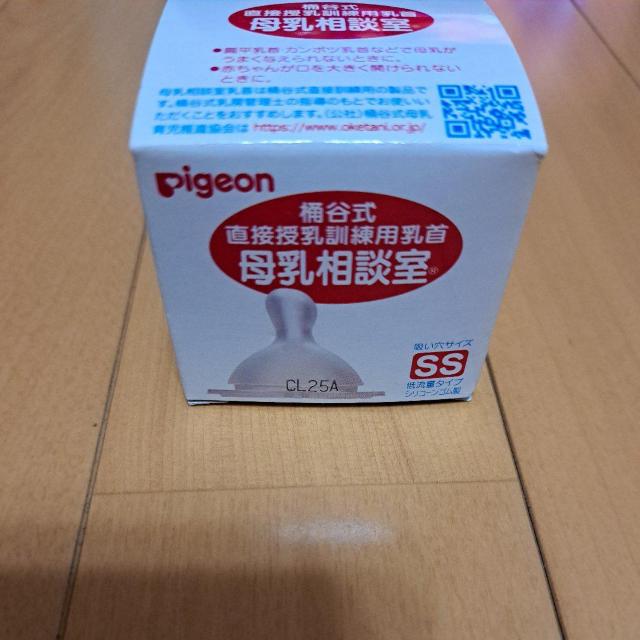 桶谷式
直接授乳訓練用乳首
母乳相談室®
●扁平乳首・カンボツ乳首などで母乳が
うまく与えられないときに。
●赤ちゃんが口を大きく開けられない
ときに。
母乳相談室乳首は桶谷式直接訓練用の製品で
す。桶谷式乳房管理士の指導のもとでお使いい
ただくことをおすすめします。(公社)桶谷式母乳
育児推進協会は https://www.oketani.or.jp/
Pigeon
桶谷式
直接授乳訓練用乳首
母乳相談室®
CL25A
吸い穴サイズ
SS
低流量タイプ
シリコーンゴム製